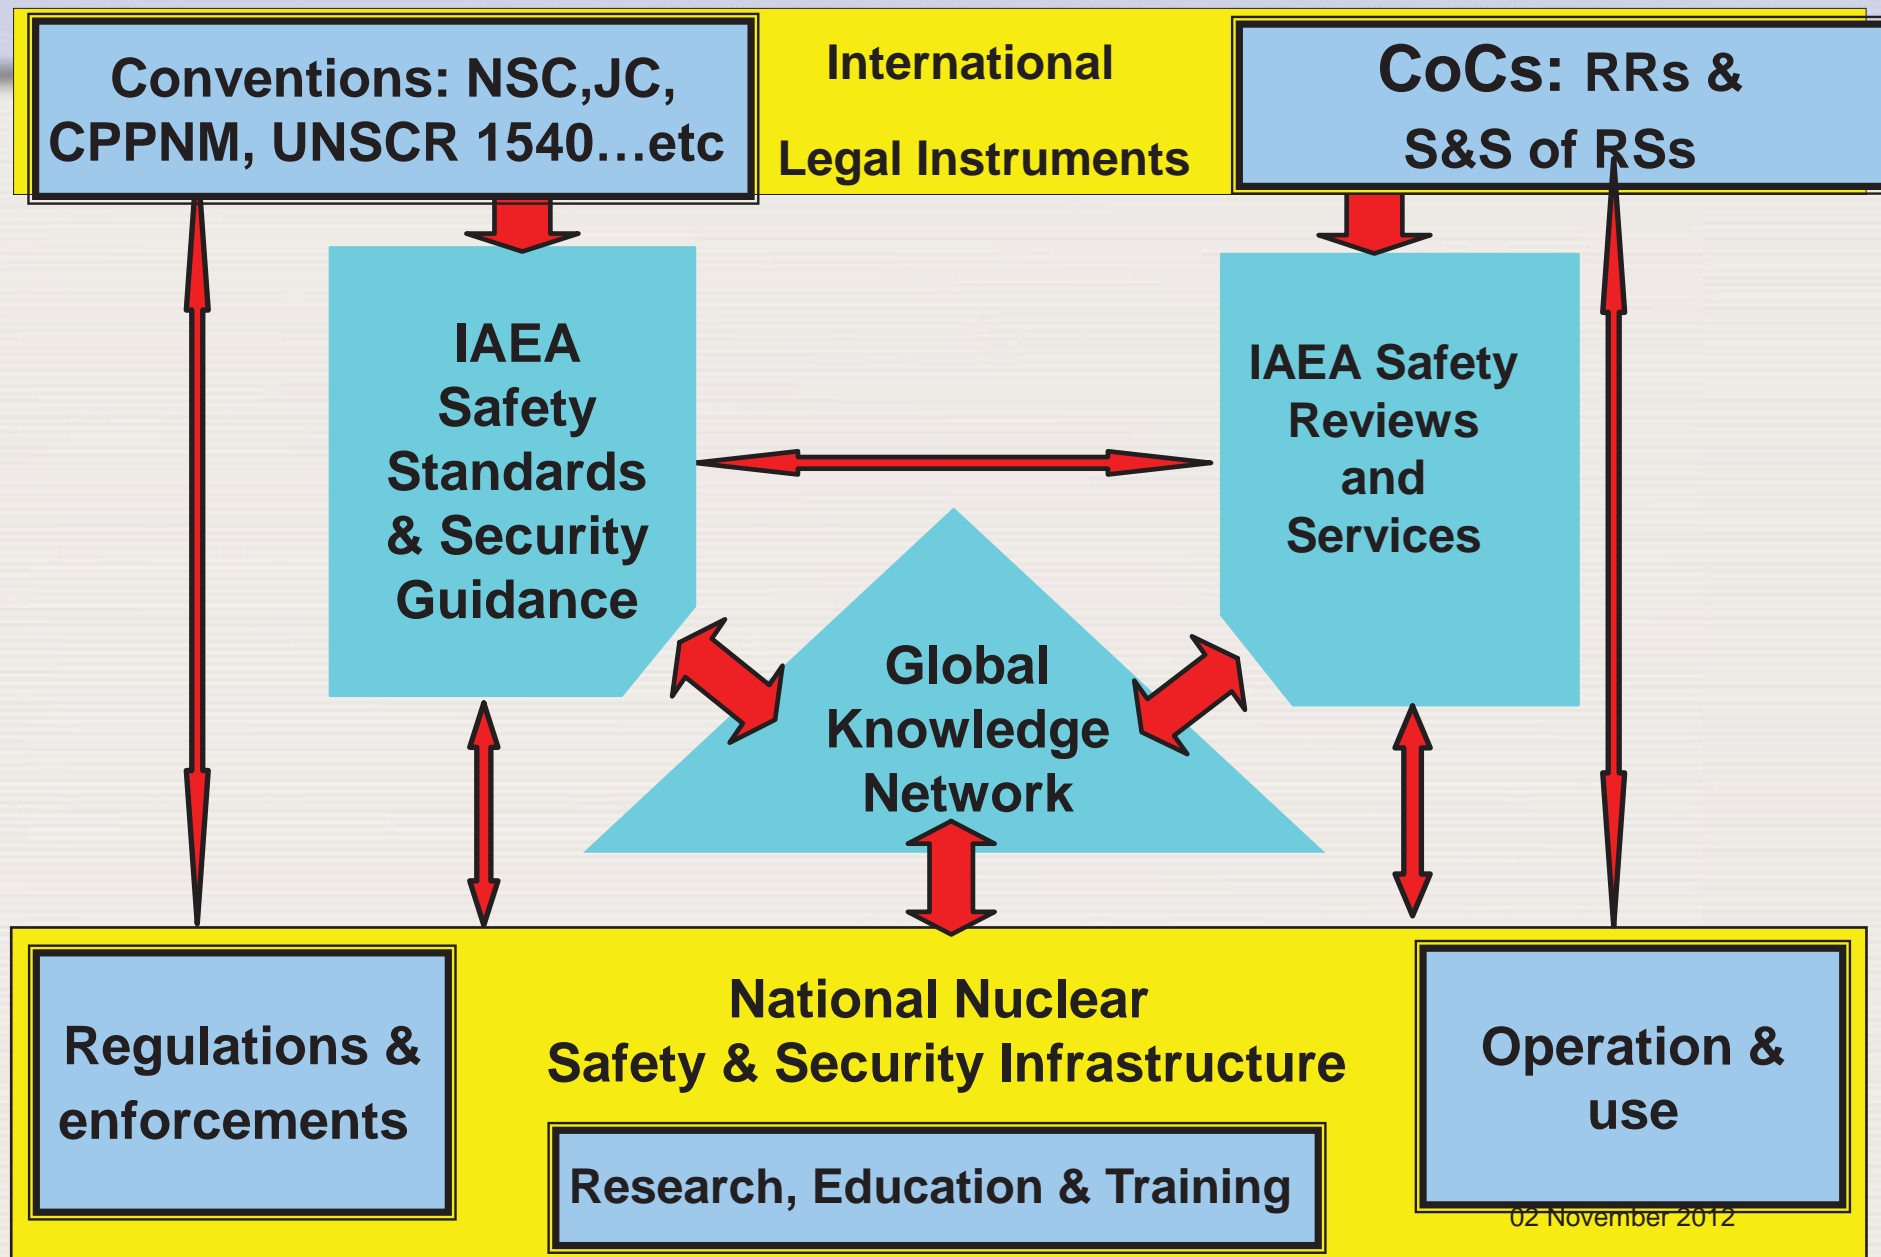 Conventions: NSC,JC,
CPPNM, UNSCR 1540…etc
International
Legal Instruments
CoCs: RRs &
S&S of RSs
IAEA
Safety
Standards
& Security
Guidance
IAEA Safety
Reviews
and
Services
Global
Knowledge
Network
Regulations &
enforcements
National Nuclear
Safety & Security Infrastructure
Research, Education & Training
Operation &
use
02 November 2012